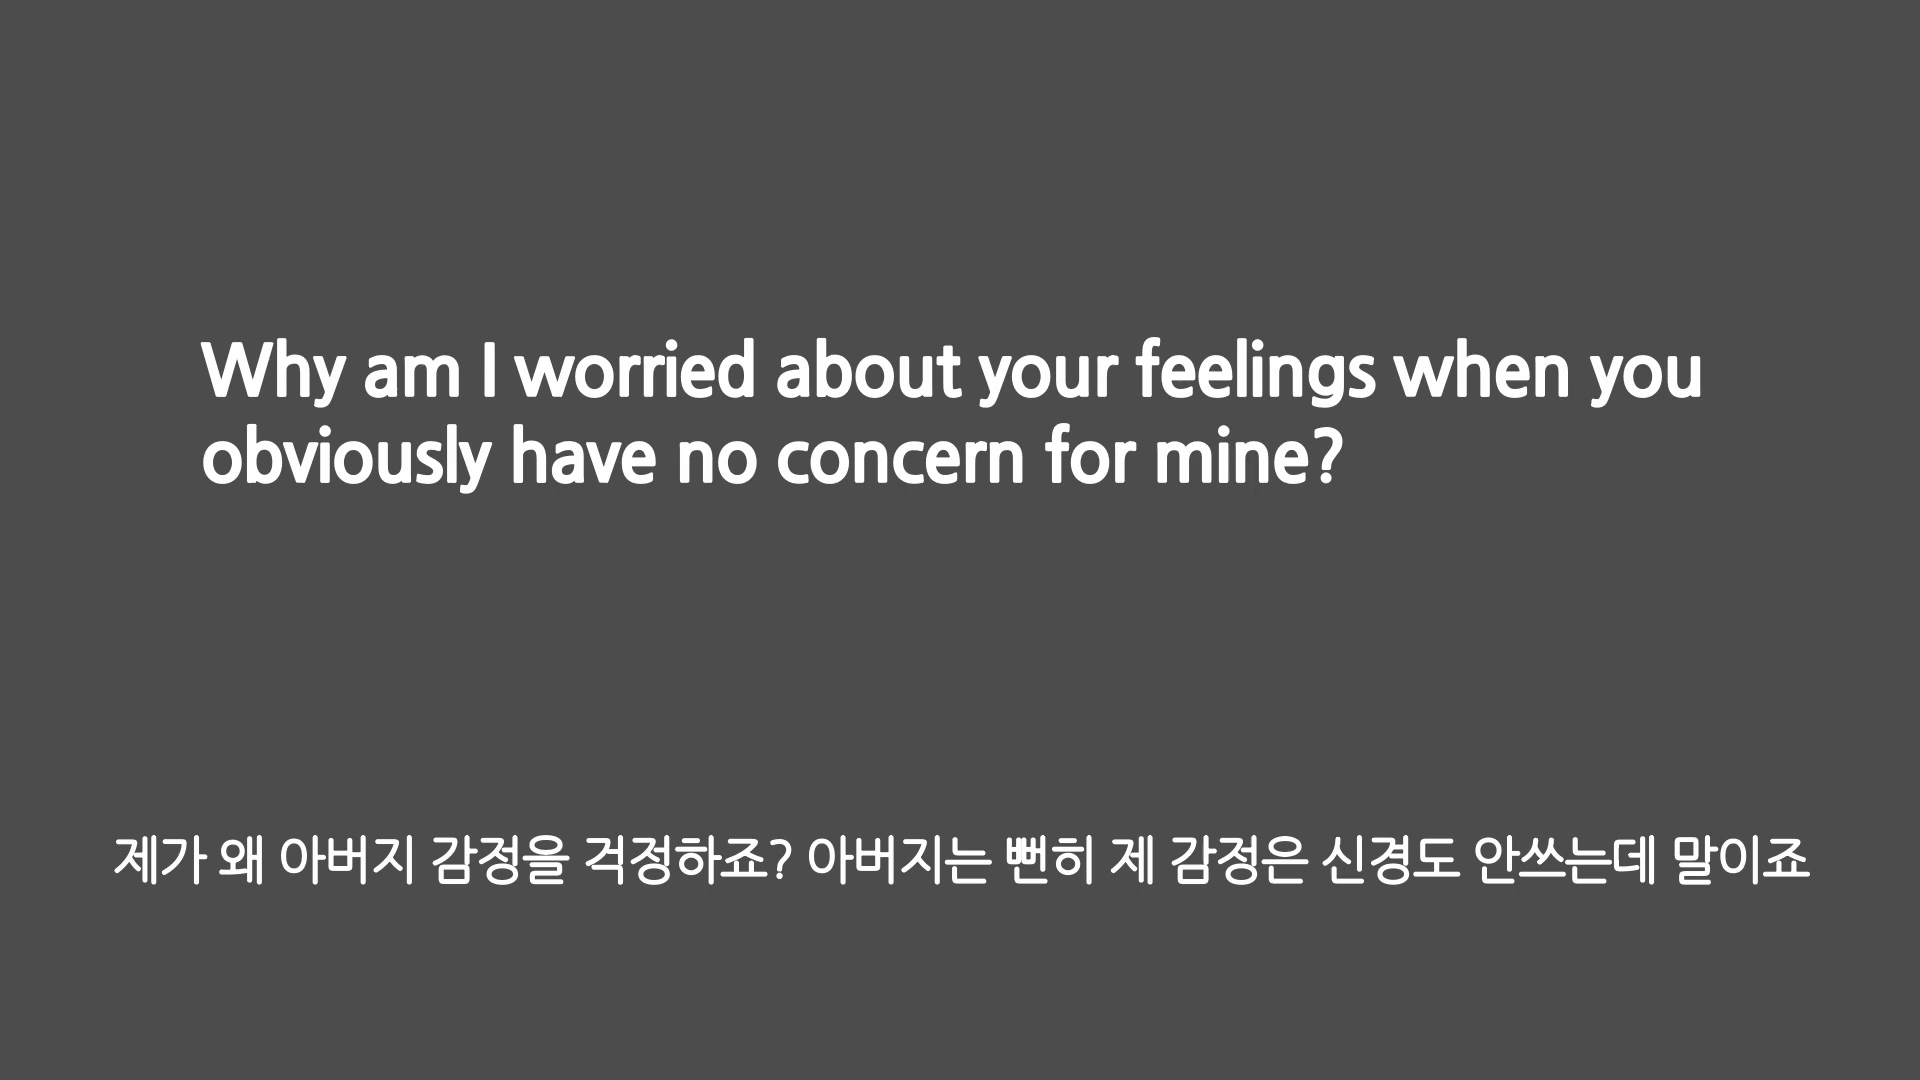 Why am I worried about your feelings when you
obviously have no concern for mine?
제가 왜 아버지 감정을 걱정하죠? 아버지는 뻔히 제 감정은 신경도 안쓰는데 말이죠